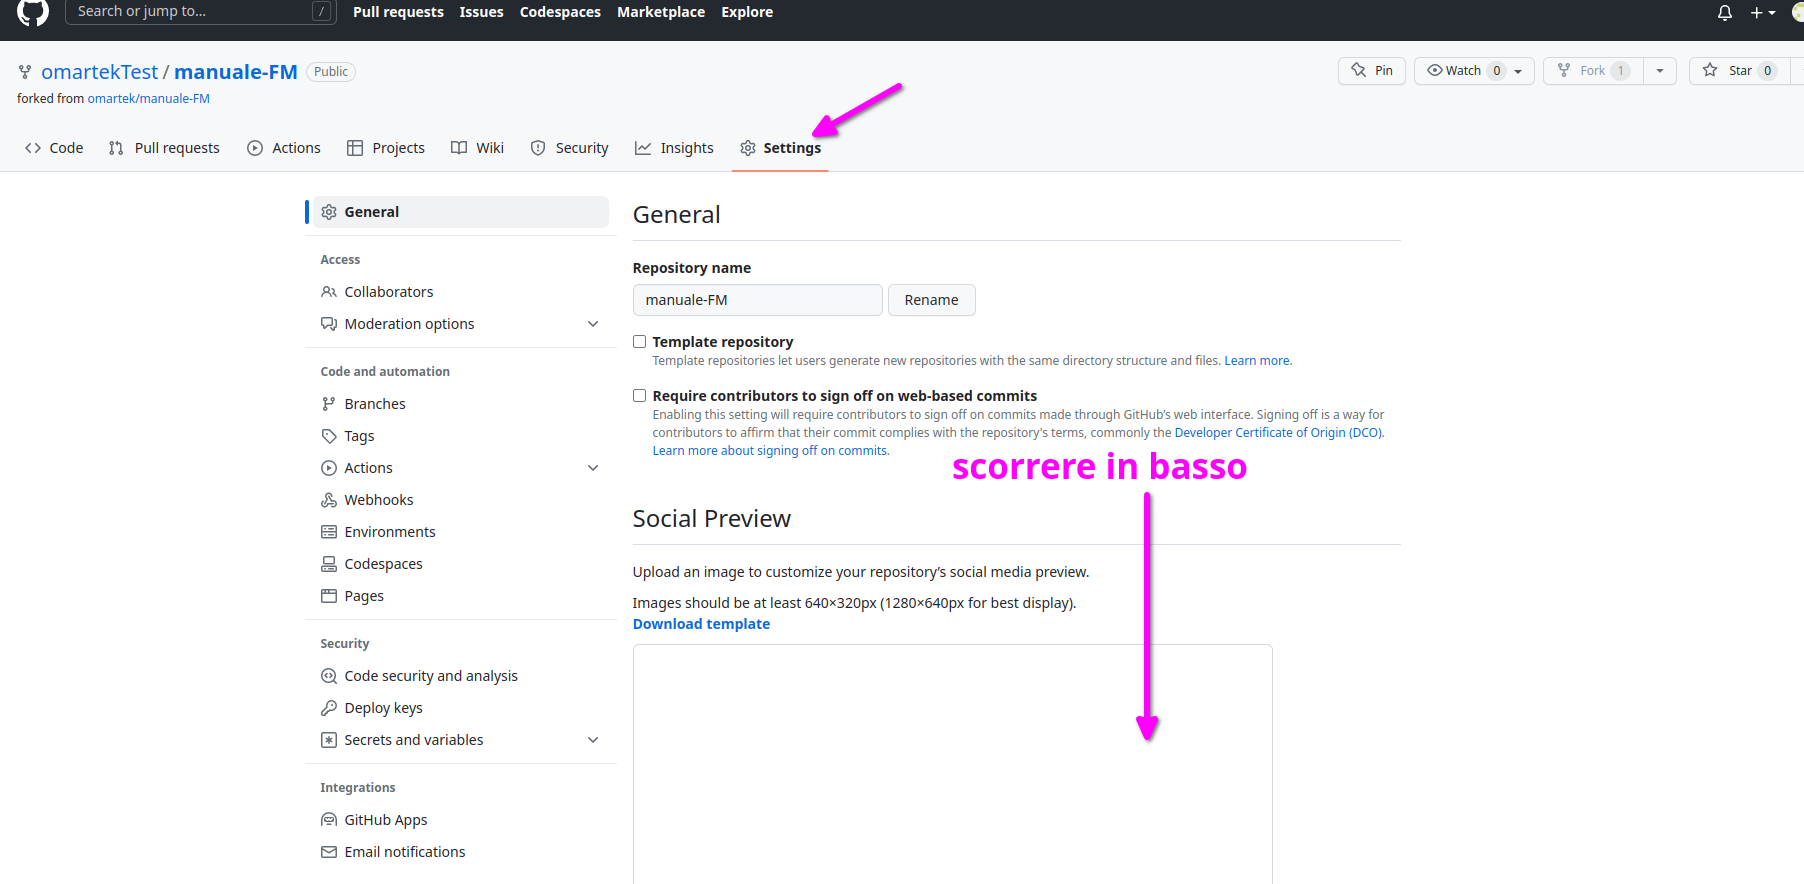 Search or jump to... /
Pull requests Issues Codespaces Marketplace Explore
omartekTest / manuale-FM Public
forked from omartek/manuale-FM
Pin Watch 0 Fork 1 Star 0
Code Pull requests Actions Projects Wiki Security Insights Settings
General
Access
Collaborators
Moderation options
Code and automation
Branches
Tags
Actions
Webhooks
Environments
Codespaces
Pages
Security
Code security and analysis
Deploy keys
Secrets and variables
Integrations
GitHub Apps
Email notifications
General
Repository name
manuale-FM Rename
Template repository
Template repositories let users generate new repositories with the same directory structure and files. Learn more.
Require contributors to sign off on web-based commits
Enabling this setting will require contributors to sign off on commits made through GitHub’s web interface. Signing off is a way for
contributors to affirm that their commit complies with the repository's terms, commonly the Developer Certificate of Origin (DCO).
Learn more about signing off on commits.
scorrere in basso
Social Preview
Upload an image to customize your repository’s social media preview.
Images should be at least 640×320px (1280×640px for best display).
Download template